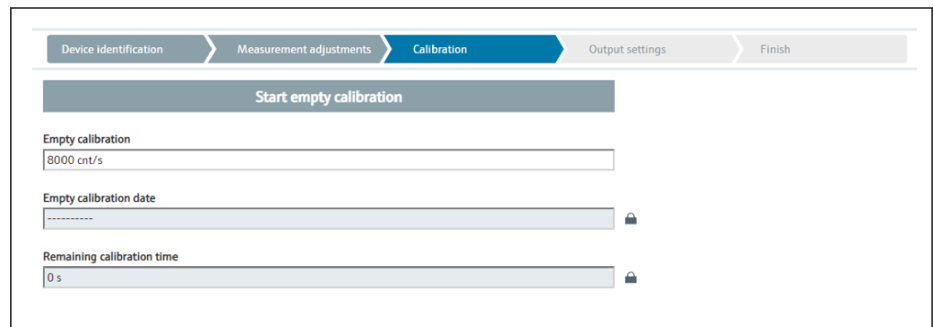 Device identification
Measurement adjustments
Calibration
Output settings
Finish
Start empty calibration
Empty calibration
8000 cnt/s
Empty calibration date
----------
Remaining calibration time
0 s